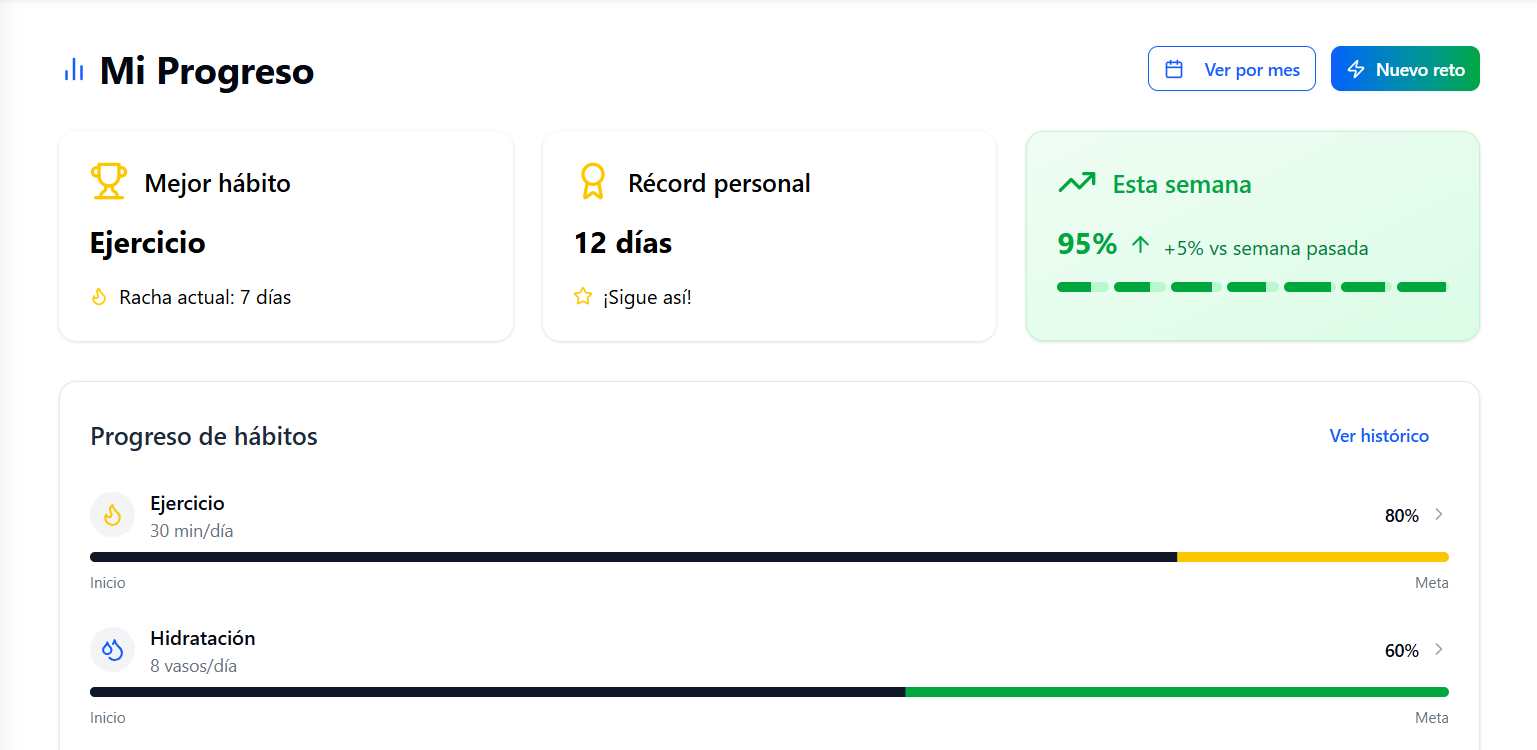 Mi Progreso
Ver por mes
Nuevo reto
Mejor hábito
Ejercicio
Racha actual: 7 días
Récord personal
12 días
¡Sigue así!
Esta semana
95%
+5% vs semana pasada
Progreso de hábitos
Ver histórico
Ejercicio
30 min/día
80%
Inicio
Meta
Hidratación
8 vasos/día
60%
Inicio
Meta